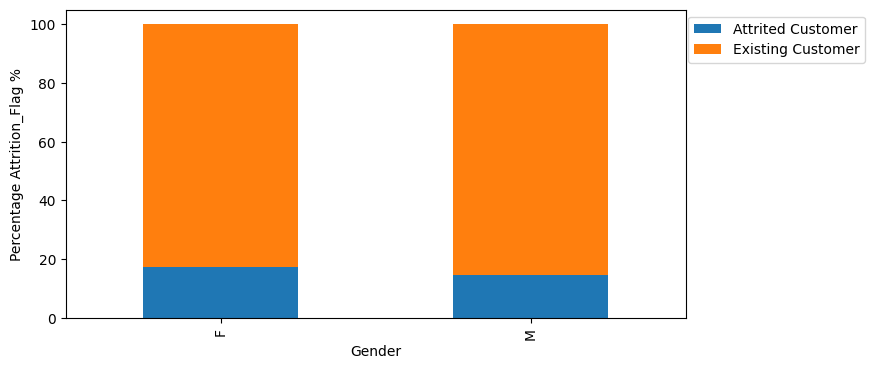 Attrited Customer
Existing Customer
Percentage Attrition_Flag %
100
80
60
40
20
0
F
M
Gender